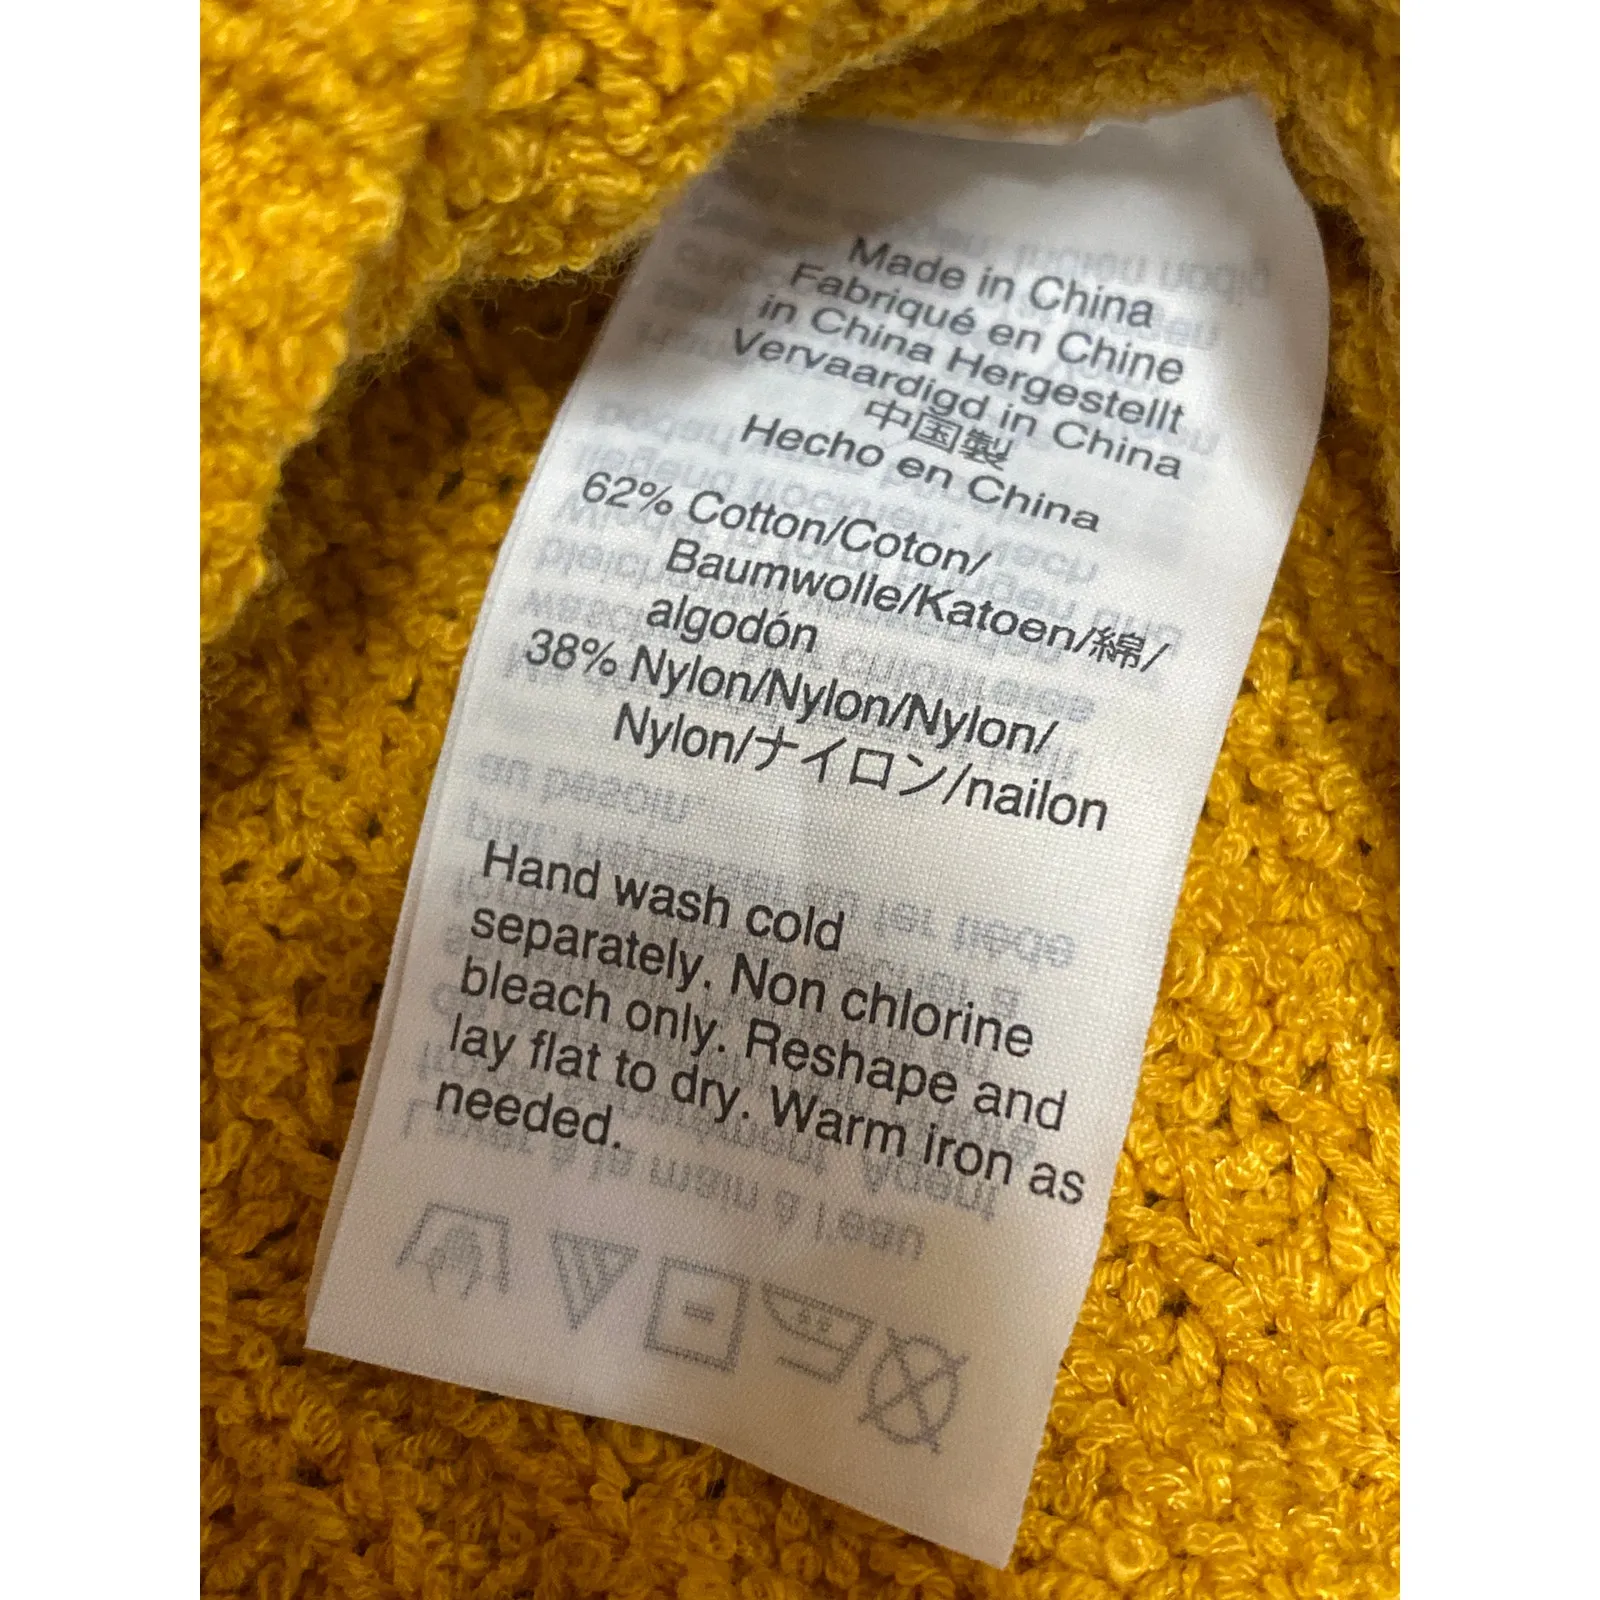 Made in China
Fabriqué en Chine
in China Hergestellt
Vervaardigd in China
中国製
Hecho en China
62% Cotton/Coton/
Baumwolle/Katoen/綿/
algodón
38% Nylon/Nylon/Nylon/
Nylon/ナイロン/nailon
Hand wash cold
separately. Non chlorine
bleach only. Reshape and
lay flat to dry. Warm iron as
needed.